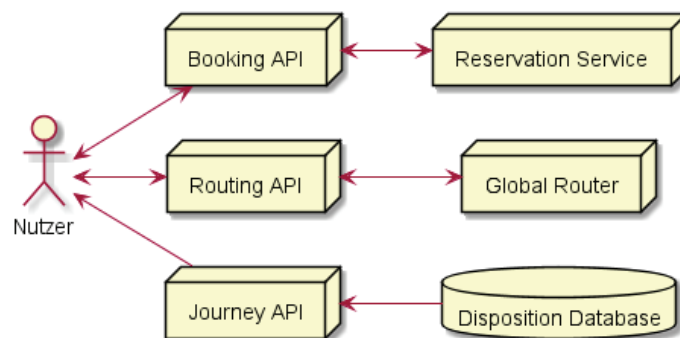 Booking API
Reservation Service
Nutzer
Routing API
Global Router
Journey API
Disposition Database